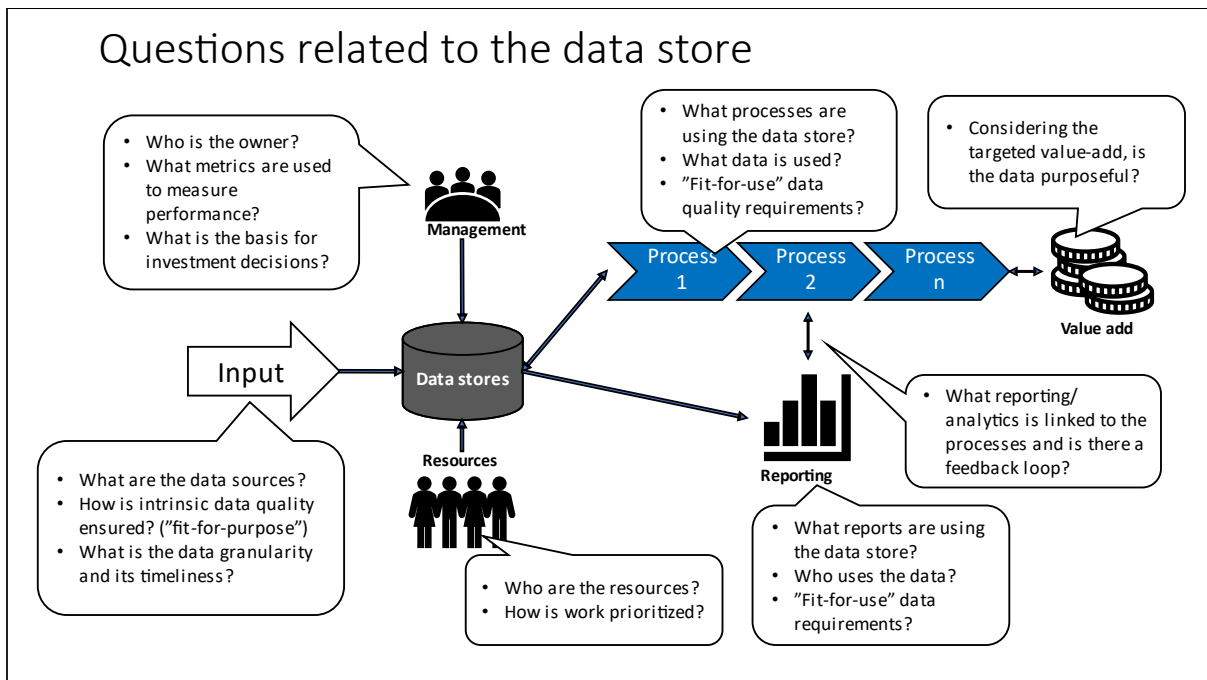 Questions related to the data store
• Who is the owner?
• What metrics are used
to measure
performance?
• What is the basis for
investment decisions?
Management
• What processes are
using the data store?
• What data is used?
• ”Fit-for-use” data
quality requirements?
• Considering the
targeted value-add, is
the data purposeful?
Process
1
Process
2
Process
n
Value add
Input
Data stores
• What are the data sources?
• How is intrinsic data quality
ensured? (”fit-for-purpose”)
• What is the data granularity
and its timeliness?
Resources
• Who are the resources?
• How is work prioritized?
Reporting
• What reporting/
analytics is linked to the
processes and is there a
feedback loop?
• What reports are using
the data store?
• Who uses the data?
• ”Fit-for-use” data
requirements?